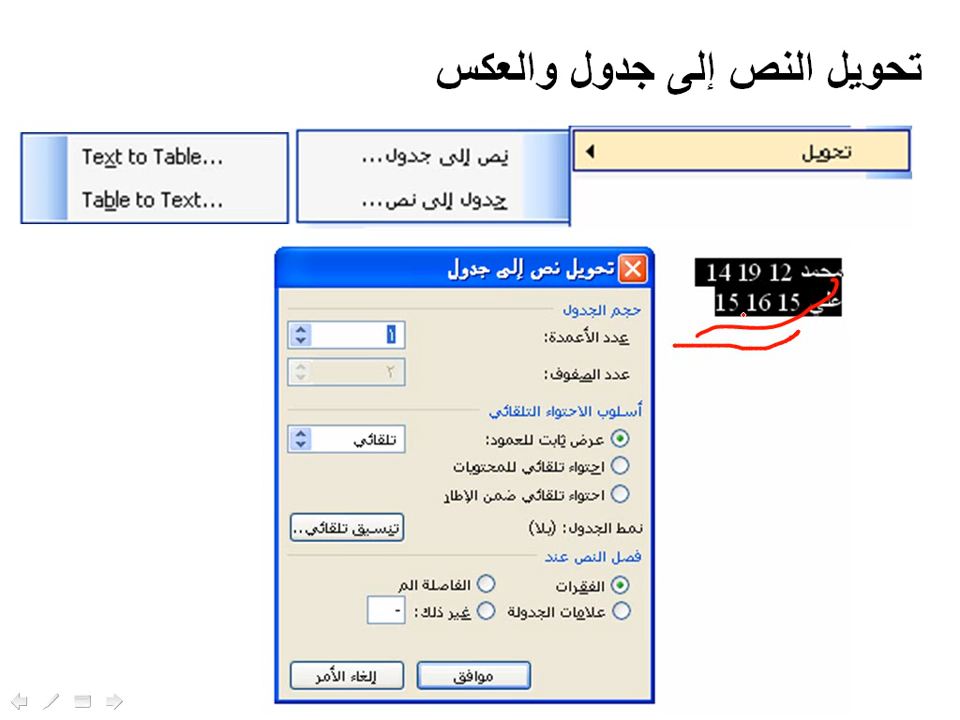 تحويل النص إلى جدول والعكس
تحويل
نص إلى جدول...
جدول إلى نص...
Text to Table...
Table to Text...
محمد 12 19 14
علي 15 16 15
تحويل نص إلى جدول
حجم الجدول
عدد الأعمدة: ١
عدد الصفوف: ٢
أسلوب الاحتواء التلقائي
عرض ثابت للعمود: تلقائي
احتواء تلقائي للمحتويات
احتواء تلقائي ضمن الإطار
نمط الجدول: (بلا) تنسيق تلقائي..
فصل النص عند
الفقرات الفاصلة الم
علامات الجدولة غير ذلك: -
موافق إلغاء الأمر